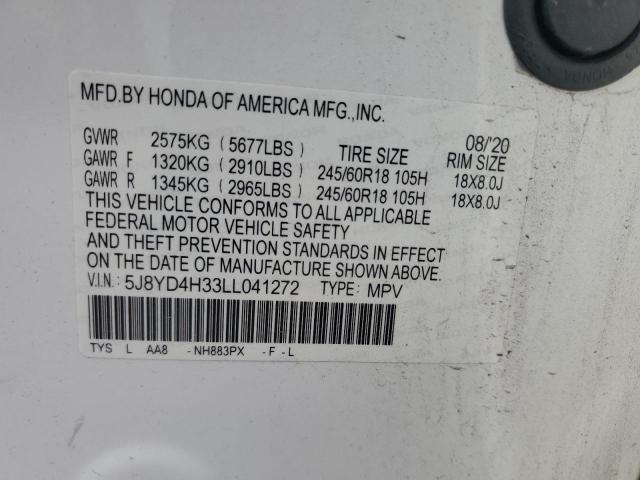 MFD.BY HONDA OF AMERICA MFG.,INC.
08/'20
GVWR 2575KG ( 5677LBS ) TIRE SIZE RIM SIZE
GAWR F 1320KG ( 2910LBS ) 245/60R18 105H 18X8.0J
GAWR R 1345KG ( 2965LBS ) 245/60R18 105H 18X8.0J
THIS VEHICLE CONFORMS TO ALL APPLICABLE
FEDERAL MOTOR VEHICLE SAFETY
AND THEFT PREVENTION STANDARDS IN EFFECT
ON THE DATE OF MANUFACTURE SHOWN ABOVE.
V.I.N.: 5J8YD4H33LL041272 TYPE: MPV
TYS L AA8 - NH883PX - F - L